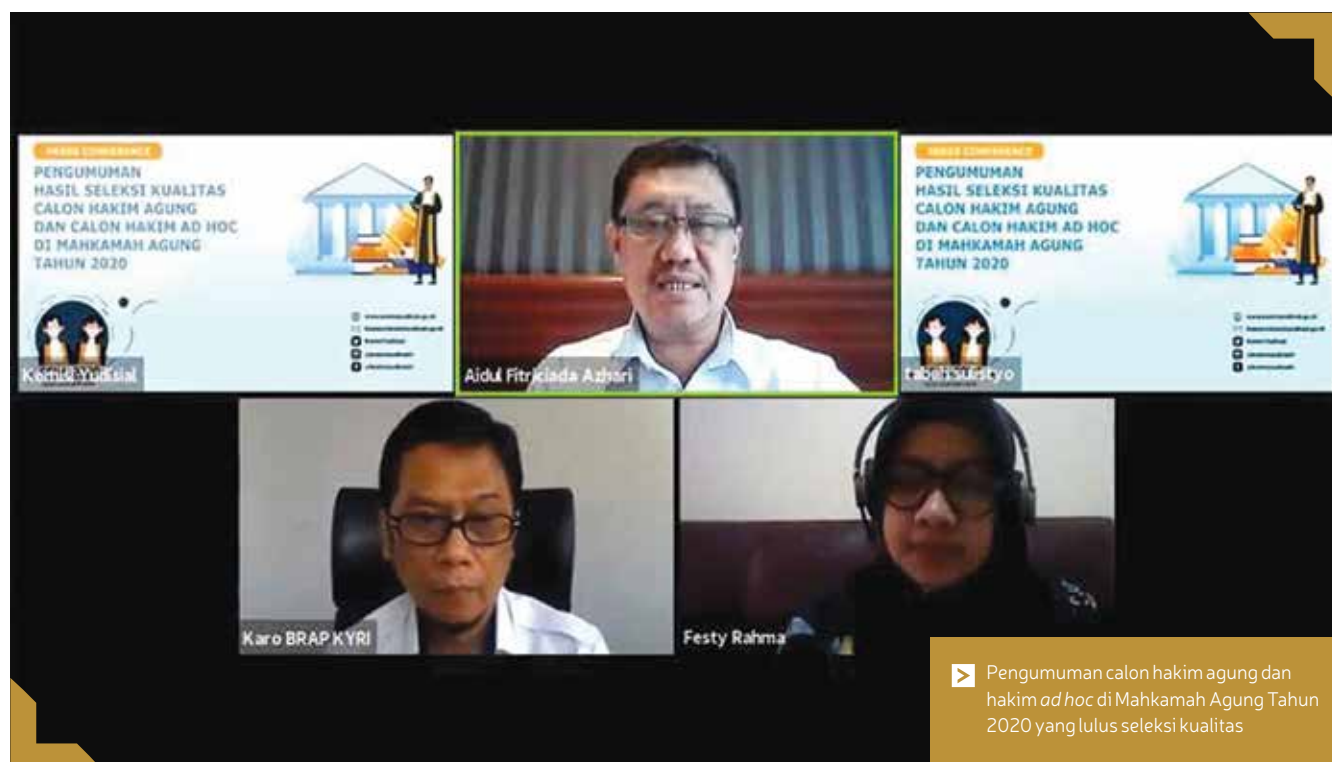 PRESS CONFERENCE
PENGUMUMAN
HASIL SELEKSI KUALITAS
CALON HAKIM AGUNG
DAN CALON HAKIM AD HOC
DI MAHKAMAH AGUNG
TAHUN 2020
Komisi Yudisial
Aidul Fitriciada Azhari
PRESS CONFERENCE
PENGUMUMAN
HASIL SELEKSI KUALITAS
CALON HAKIM AGUNG
DAN CALON HAKIM AD HOC
DI MAHKAMAH AGUNG
TAHUN 2020
sulistyo
Karo BRAP KYRI
Festy Rahma
Pengumuman calon hakim agung dan
hakim ad hoc di Mahkamah Agung Tahun
2020 yang lulus seleksi kualitas